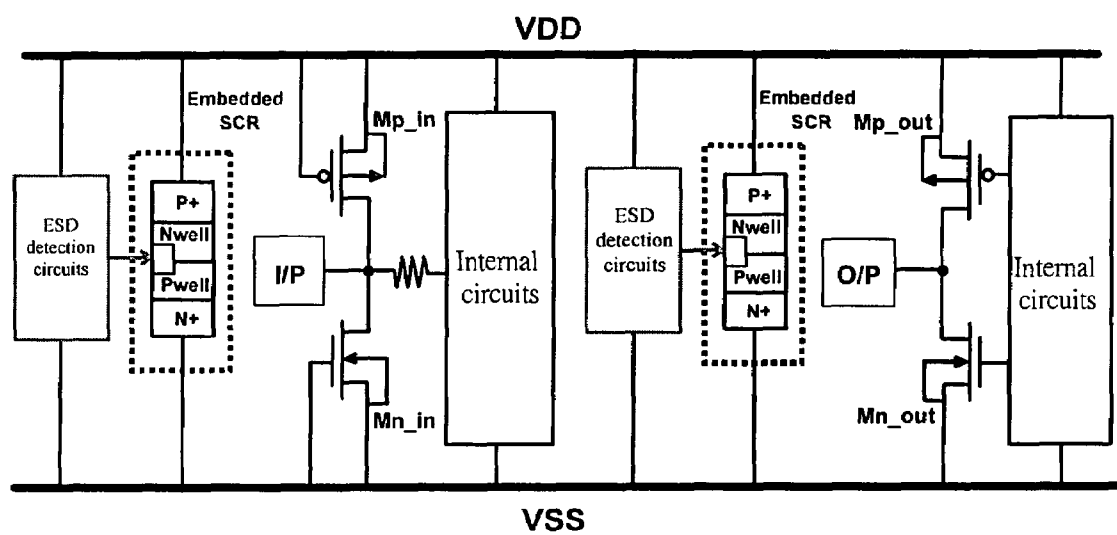 VDD
Embedded
SCR
Mp_in
ESD
detection
circuits
P+
Nwell
Pwell
N+
I/P
Mn_in
Internal
circuits
Embedded
SCR
Mp_out
ESD
detection
circuits
P+
Nwell
Pwell
N+
O/P
Mn_out
Internal
circuits
VSS